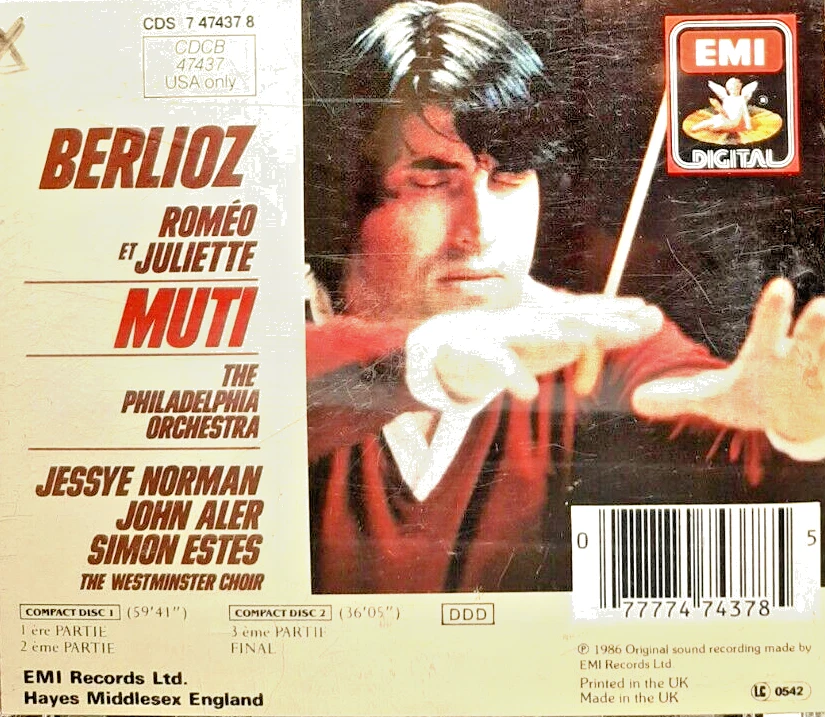 CDS 7 47437 8
CDCB
47437
USA only
EMI
DIGITAL
BERLIOZ
ROMÉO
ET JULIETTE
MUTI
THE
PHILADELPHIA
ORCHESTRA
JESSYE NORMAN
JOHN ALER
SIMON ESTES
THE WESTMINSTER CHOIR
COMPACT DISC 1 (59'41")
1 ère PARTIE
2 ème PARTIE
COMPACT DISC 2 (36'05")
3 ème PARTIE
FINAL
DDD
EMI Records Ltd.
Hayes Middlesex England
0 77774 74378 5
℗ 1986 Original sound recording made by
EMI Records Ltd.
Printed in the UK
Made in the UK
LC 0542